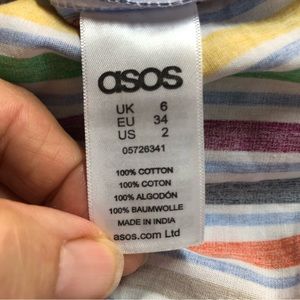 asos
UK 6
EU 34
US 2
05726341
100% COTTON
100% COTON
100% ALGODÓN
100% BAUMWOLLE
MADE IN INDIA
asos.com Ltd